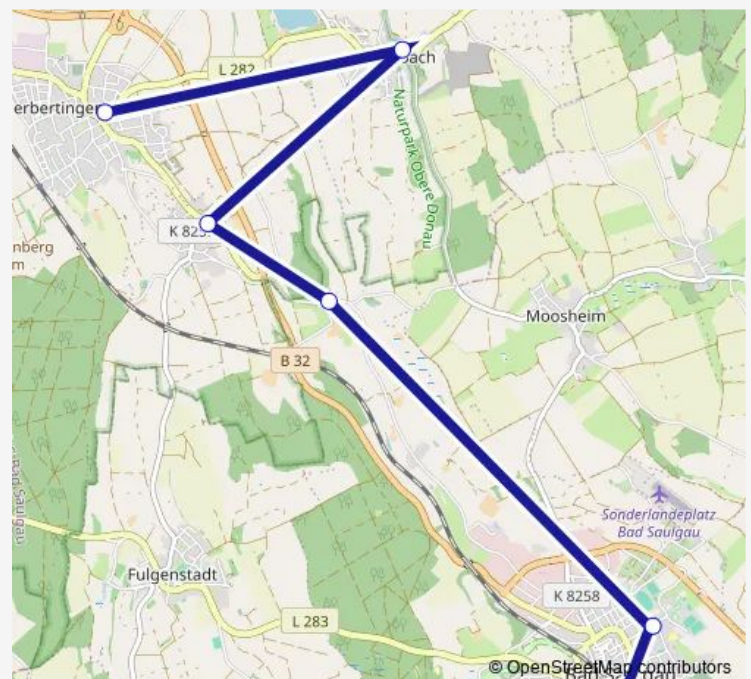 L 282
bach
erbertingen
Naturpark Obere Donau
K 825
nberg
m
Moosheim
B 32
Bad Saulgau
Sonderlandeplatz
Bad Saulgau
Fulgenstadt
K 8258
L 283
© OpenStreetMap contributors